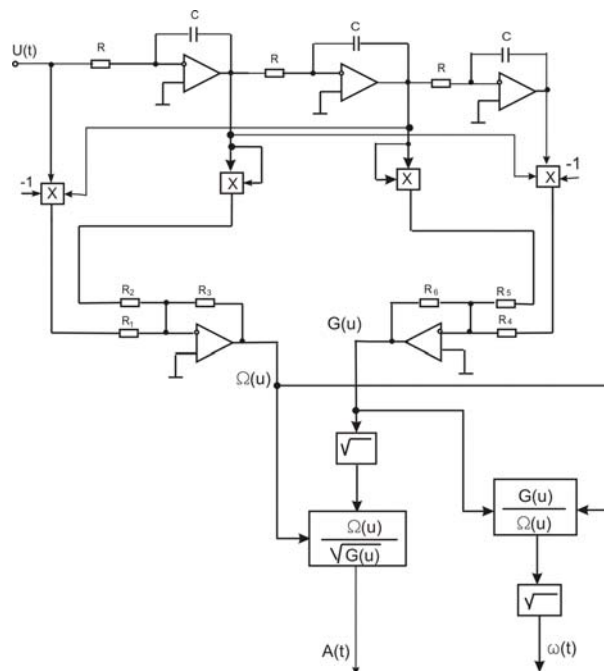 C
C
C
U(t)
R
R
R
-1
X
X
X
X
-1
R2
R3
R6
R5
R1
R4
G(u)
Ω(u)
√
G(u)
Ω(u)
Ω(u)
√G(u)
√
A(t)
ω(t)